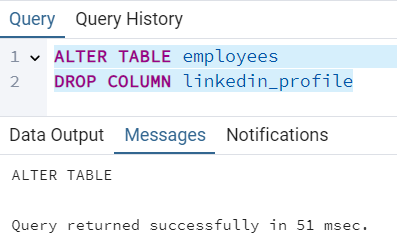 Query Query History
1 ALTER TABLE employees
2 DROP COLUMN linkedin_profile
Data Output Messages Notifications
ALTER TABLE
Query returned successfully in 51 msec.